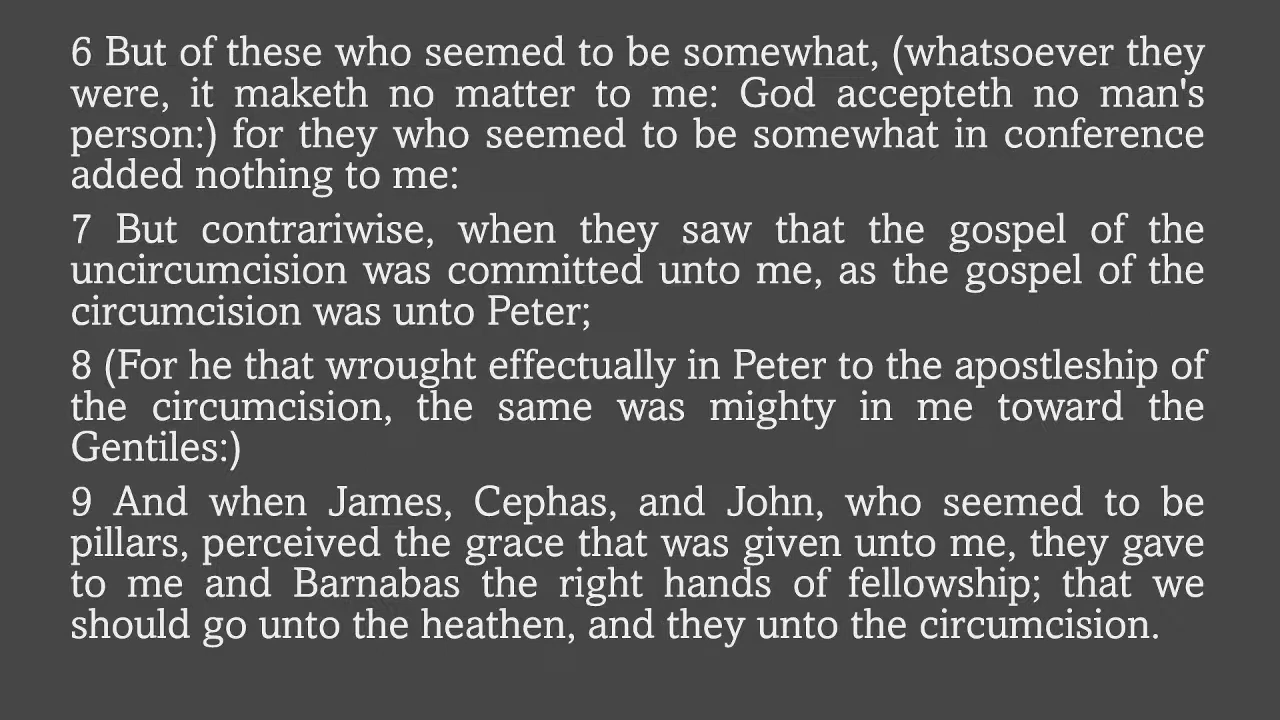 6 But of these who seemed to be somewhat, (whatsoever they
were, it maketh no matter to me: God accepteth no man's
person:) for they who seemed to be somewhat in conference
added nothing to me:
7 But contrariwise, when they saw that the gospel of the
uncircumcision was committed unto me, as the gospel of the
circumcision was unto Peter;
8 (For he that wrought effectually in Peter to the apostleship of
the circumcision, the same was mighty in me toward the
Gentiles:)
9 And when James, Cephas, and John, who seemed to be
pillars, perceived the grace that was given unto me, they gave
to me and Barnabas the right hands of fellowship; that we
should go unto the heathen, and they unto the circumcision.